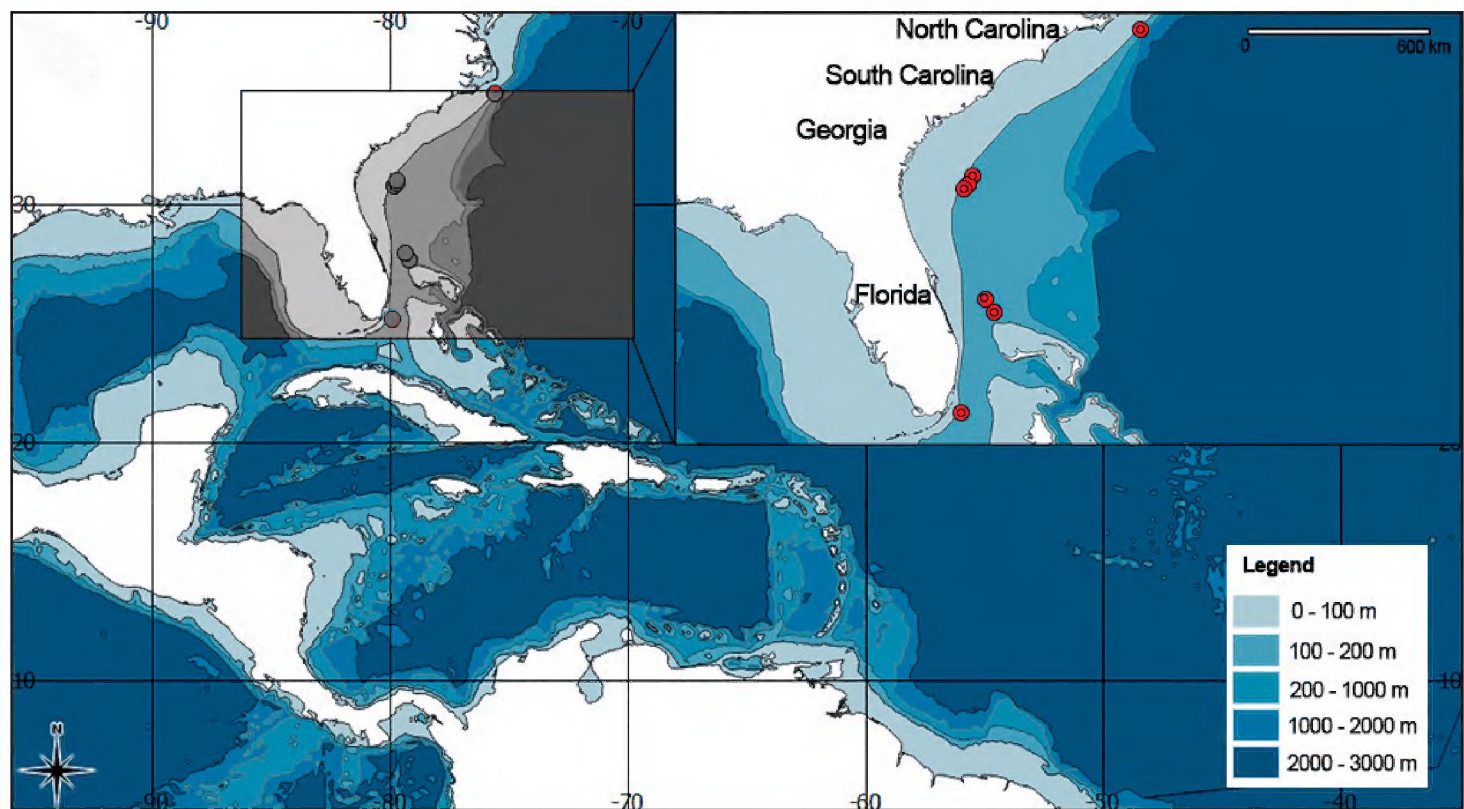 -90
-80
-70
North Carolina
0
600 km
South Carolina
Georgia
30
Florida
20
20
Legend
0 - 100 m
100 - 200 m
10
10
200 - 1000 m
1000 - 2000 m
N
2000 - 3000 m
-90
-80
-70
-60
-50
-40